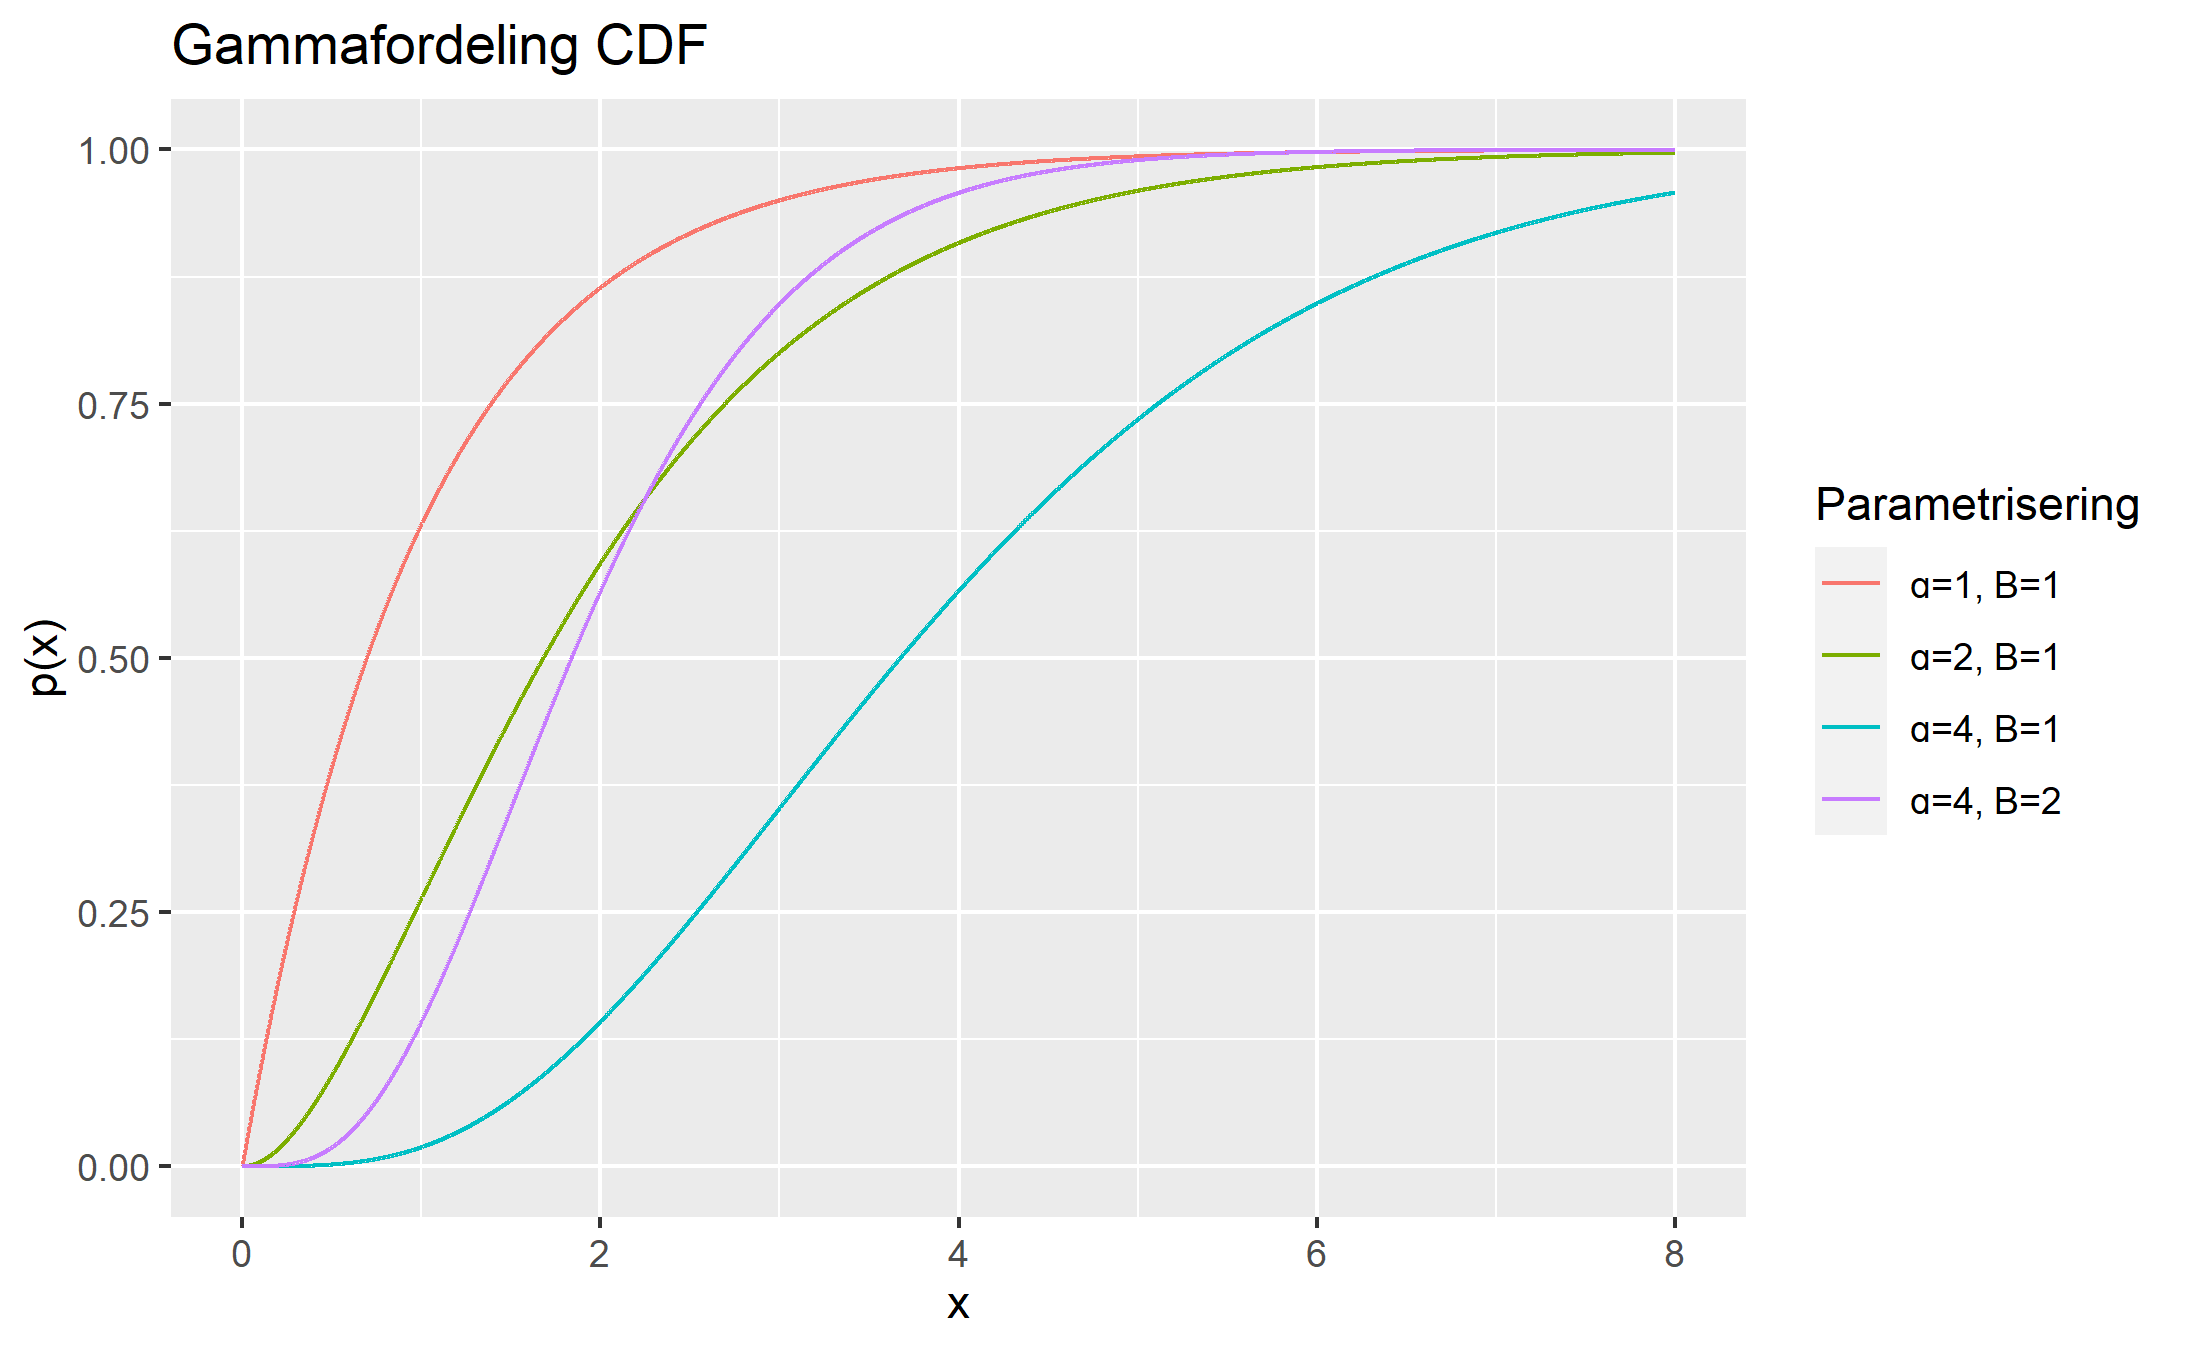 Gammafordeling CDF
1.00
0.75
0.50
0.25
0.00
p(x)
0 2 4 6 8
x
Parametrisering
α=1, B=1
α=2, B=1
α=4, B=1
α=4, B=2